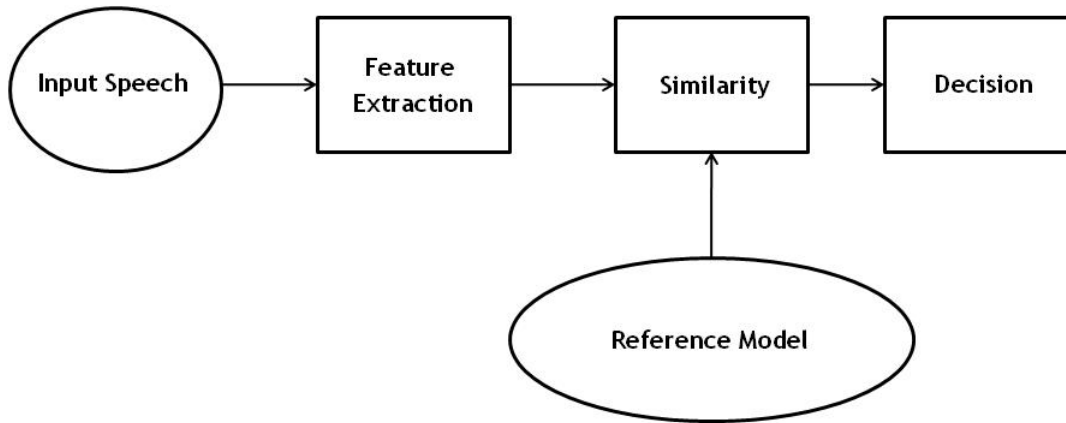 Input Speech
Feature
Extraction
Similarity
Decision
Reference Model